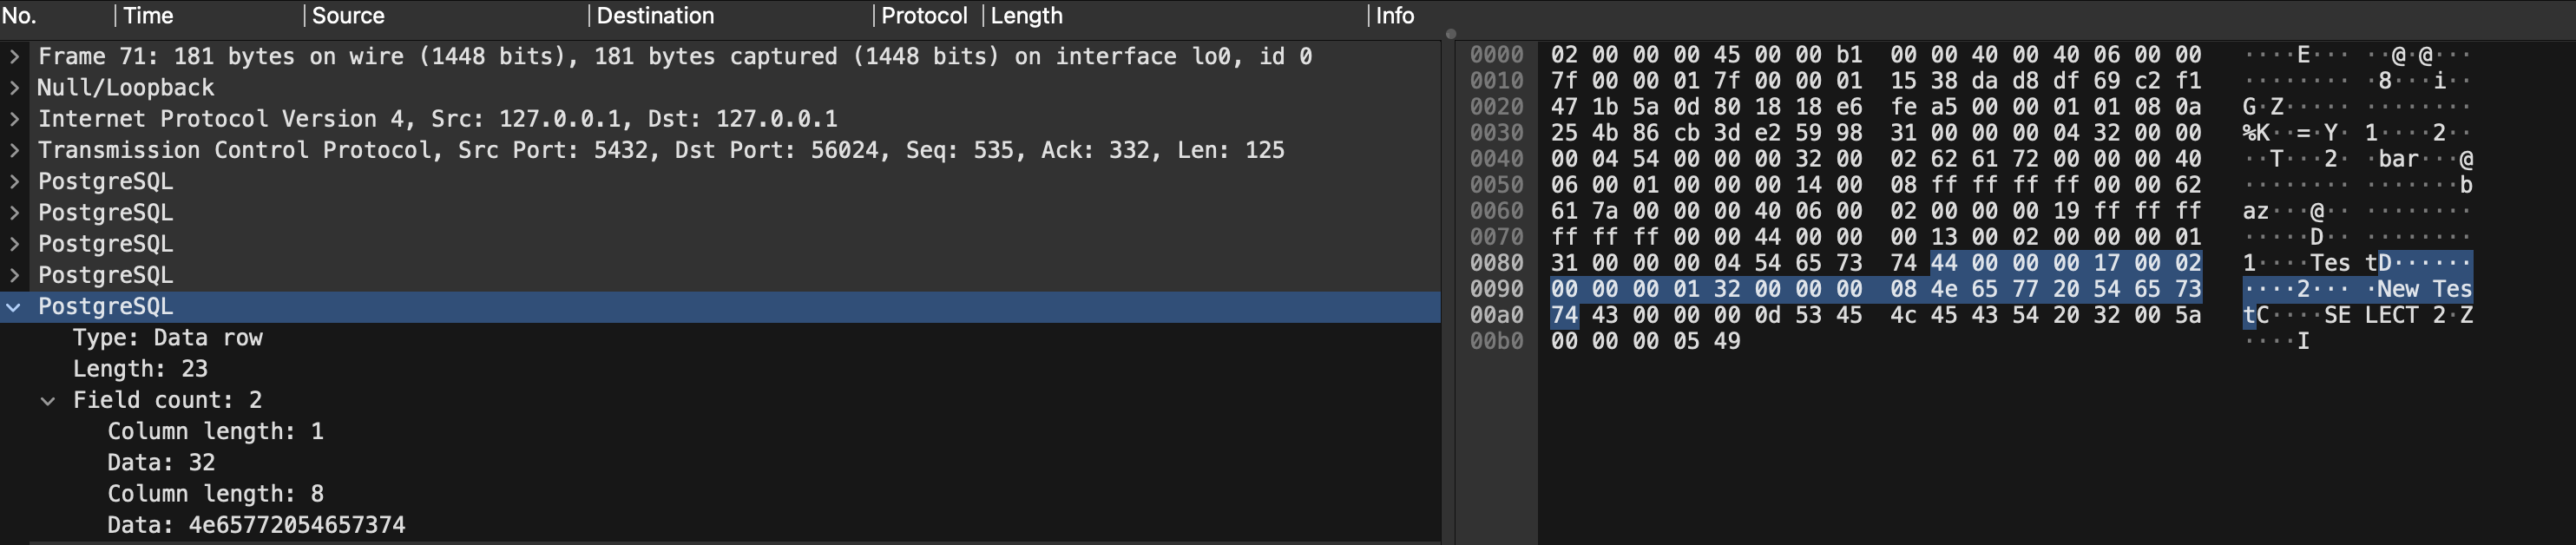 No. Time Source Destination Protocol Length Info
Frame 71: 181 bytes on wire (1448 bits), 181 bytes captured (1448 bits) on interface lo0, id 0
Null/Loopback
Internet Protocol Version 4, Src: 127.0.0.1, Dst: 127.0.0.1
Transmission Control Protocol, Src Port: 5432, Dst Port: 56024, Seq: 535, Ack: 332, Len: 125
PostgreSQL
PostgreSQL
PostgreSQL
PostgreSQL
PostgreSQL
Type: Data row
Length: 23
Field count: 2
Column length: 1
Data: 32
Column length: 8
Data: 4e65772054657374
0000 02 00 00 00 45 00 00 b1 00 00 40 00 40 06 00 00 ····E··· ··@·@···
0010 7f 00 00 01 7f 00 00 01 15 38 da d8 df 69 c2 f1 ········ ·8···i··
0020 47 1b 5a 0d 80 18 18 e6 fe a5 00 00 01 01 08 0a G·Z····· ········
0030 25 4b 86 cb 3d e2 59 98 31 00 00 00 04 32 00 00 %K··=·Y· 1····2··
0040 00 04 54 00 00 00 32 00 02 62 61 72 00 00 00 40 ··T···2· ·bar···@
0050 06 00 01 00 00 00 14 00 08 ff ff ff ff 00 00 62 ········ ·······b
0060 61 7a 00 00 00 40 06 00 02 00 00 00 19 ff ff ff az···@·· ········
0070 ff ff ff 00 00 44 00 00 00 13 00 02 00 00 00 01 ·····D·· ········
0080 31 00 00 00 04 54 65 73 74 44 00 00 00 17 00 02 1····Tes tD······
0090 00 00 00 01 32 00 00 00 08 4e 65 77 20 54 65 73 ····2··· ·New Tes
00a0 74 43 00 00 00 0d 53 45 4c 45 43 54 20 32 00 5a tC····SE LECT 2·Z
00b0 00 00 00 05 49 ····I